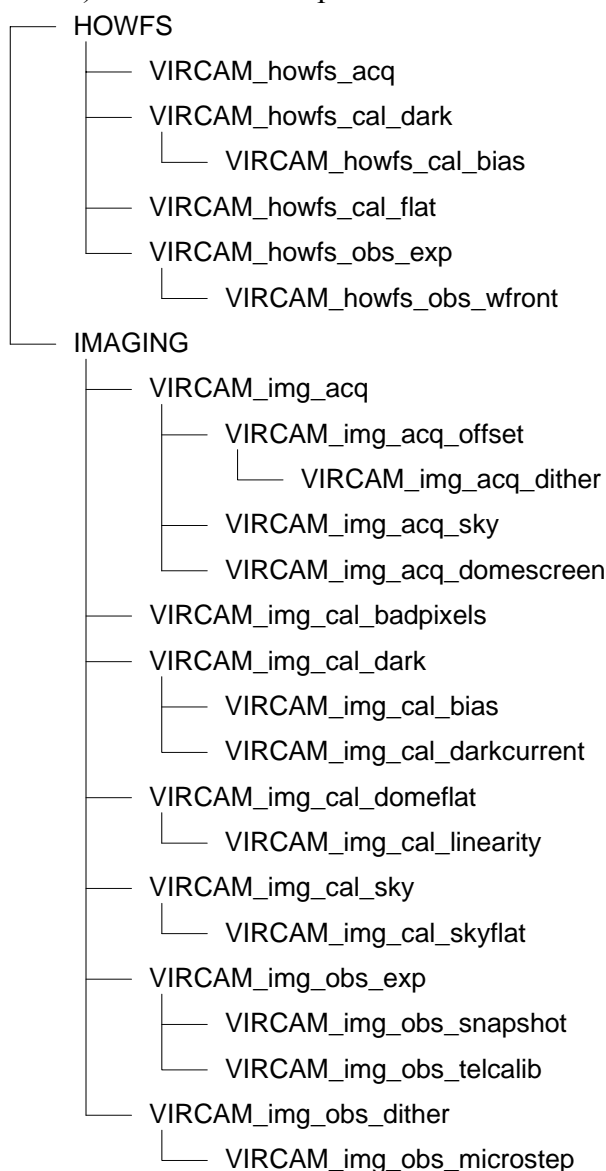 HOWFS
VIRCAM_howfs_acq
VIRCAM_howfs_cal_dark
VIRCAM_howfs_cal_bias
VIRCAM_howfs_cal_flat
VIRCAM_howfs_obs_exp
VIRCAM_howfs_obs_wfront
IMAGING
VIRCAM_img_acq
VIRCAM_img_acq_offset
VIRCAM_img_acq_dither
VIRCAM_img_acq_sky
VIRCAM_img_acq_domescreen
VIRCAM_img_cal_badpixels
VIRCAM_img_cal_dark
VIRCAM_img_cal_bias
VIRCAM_img_cal_darkcurrent
VIRCAM_img_cal_domeflat
VIRCAM_img_cal_linearity
VIRCAM_img_cal_sky
VIRCAM_img_cal_skyflat
VIRCAM_img_obs_exp
VIRCAM_img_obs_snapshot
VIRCAM_img_obs_telcalib
VIRCAM_img_obs_dither
VIRCAM_img_obs_microstep